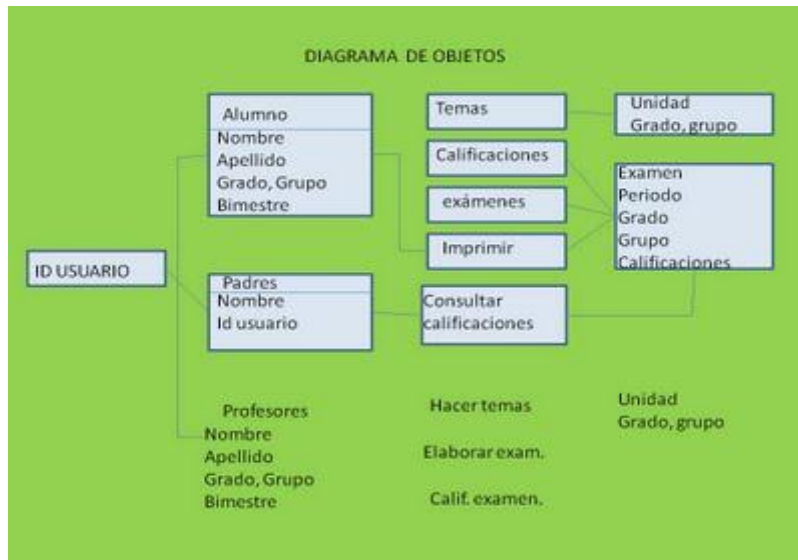 DIAGRAMA DE OBJETOS
Alumno
Nombre
Apellido
Grado, Grupo
Bimestre
Temas
Unidad
Grado, grupo
Calificaciones
exámenes
Imprimir
Examen
Periodo
Grado
Grupo
Calificaciones
ID USUARIO
Padres
Nombre
Id usuario
Consultar
calificaciones
Profesores
Nombre
Apellido
Grado, Grupo
Bimestre
Hacer temas
Elaborar exam.
Calif. examen.
Unidad
Grado, grupo